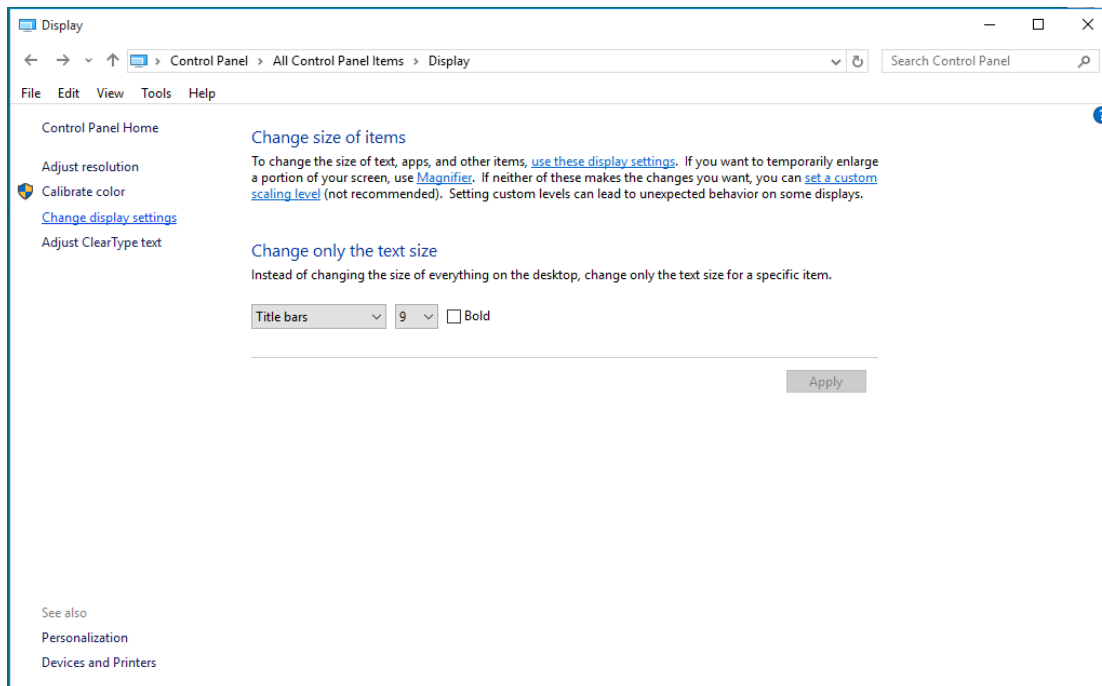 Display
Control Panel > All Control Panel Items > Display
Search Control Panel
File Edit View Tools Help
Control Panel Home
Adjust resolution
Calibrate color
Change display settings
Adjust ClearType text
Change size of items
To change the size of text, apps, and other items, use these display settings. If you want to temporarily enlarge
a portion of your screen, use Magnifier. If neither of these makes the changes you want, you can set a custom
scaling level (not recommended). Setting custom levels can lead to unexpected behavior on some displays.
Change only the text size
Instead of changing the size of everything on the desktop, change only the text size for a specific item.
Title bars 9 Bold
Apply
See also
Personalization
Devices and Printers